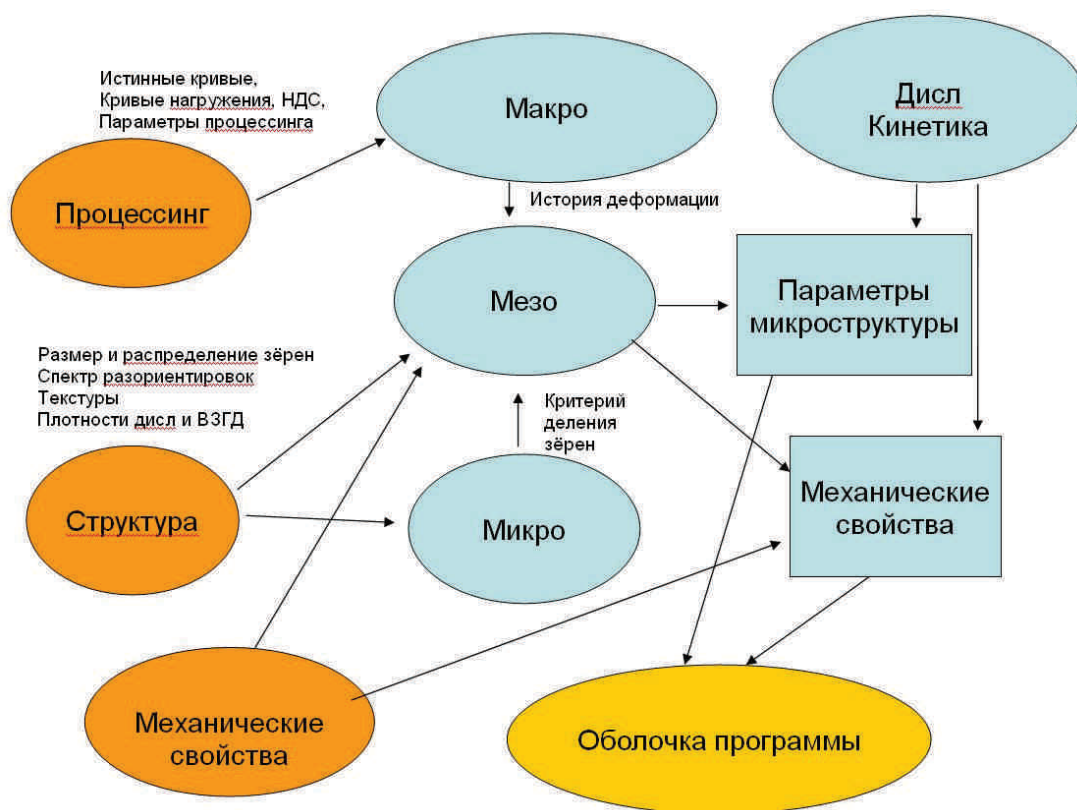 Истинные кривые,
Кривые нагружения, НДС,
Параметры процессинга
Макро
Дисл
Кинетика
Процессинг
История деформации
Мезо
Параметры
микроструктуры
Размер и распределение зёрен
Спектр разориентировок
Текстуры
Плотности дисл и ВЗГД
Критерий
деления
зёрен
Структура
Микро
Механические
свойства
Механические
свойства
Оболочка программы